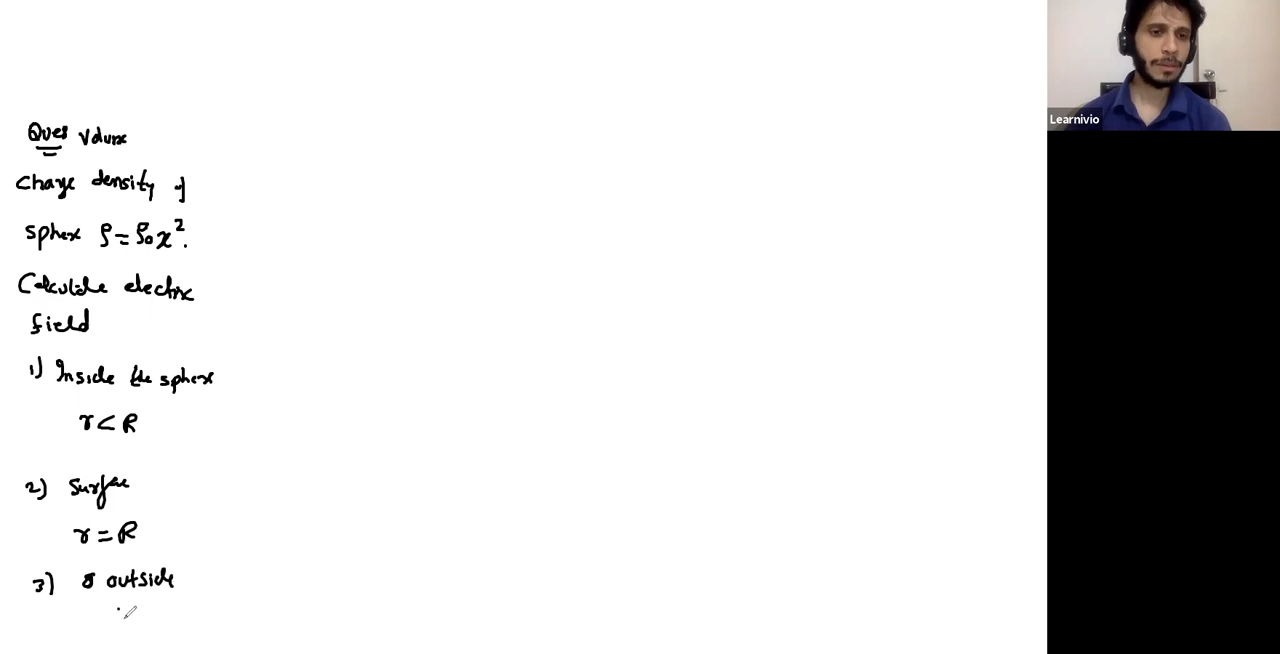 Ques Volume
Charge density of
sphere ρ = ρ₀x².
Calculate electric
field
1) Inside the sphere
r < R
2) Surface
r = R
3) outside
Learnivio